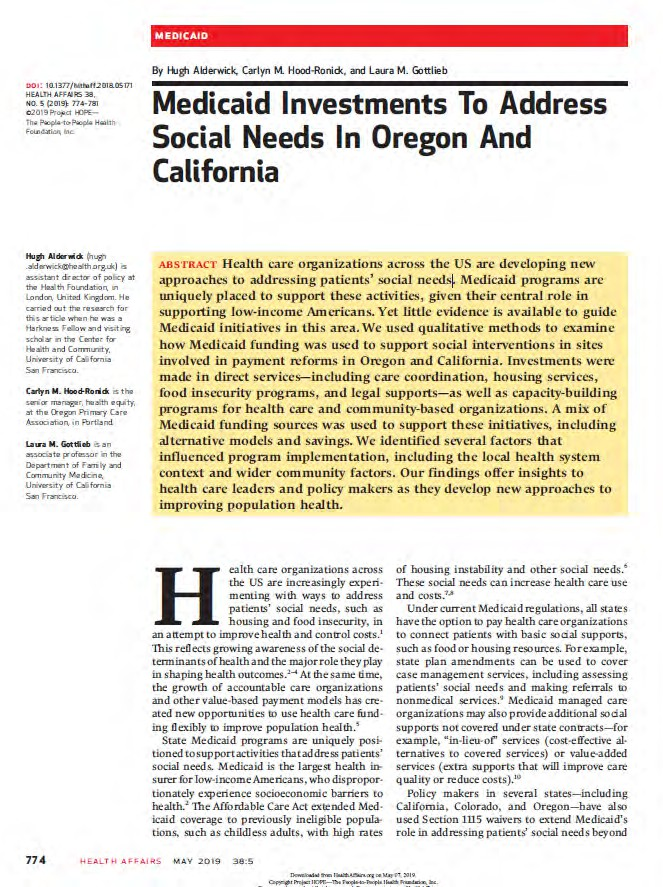 MEDICAID
By Hugh Alderwick, Carlyn M. Hood-Ronick, and Laura M. Gottlieb
DOI: 10.1377/hlthaff.2018.05171
HEALTH AFFAIRS 38,
NO. 5 (2019): 774–781
©2019 Project HOPE—
The People-to-People Health
Foundation, Inc.
Medicaid Investments To Address
Social Needs In Oregon And
California
Hugh Alderwick (hugh
.alderwick@health.org.uk) is
assistant director of policy at
the Health Foundation, in
London, United Kingdom. He
carried out the research for
this article when he was a
Harkness Fellow and visiting
scholar in the Center for
Health and Community,
University of California
San Francisco.
Carlyn M. Hood-Ronick is the
senior manager, health equity,
at the Oregon Primary Care
Association, in Portland.
Laura M. Gottlieb is an
associate professor in the
Department of Family and
Community Medicine,
University of California
San Francisco.
ABSTRACT Health care organizations across the US are developing new
approaches to addressing patients’ social needs. Medicaid programs are
uniquely placed to support these activities, given their central role in
supporting low-income Americans. Yet little evidence is available to guide
Medicaid initiatives in this area. We used qualitative methods to examine
how Medicaid funding was used to support social interventions in sites
involved in payment reforms in Oregon and California. Investments were
made in direct services—including care coordination, housing services,
food insecurity programs, and legal supports—as well as capacity-building
programs for health care and community-based organizations. A mix of
Medicaid funding sources was used to support these initiatives, including
alternative models and savings. We identified several factors that
influenced program implementation, including the local health system
context and wider community factors. Our findings offer insights to
health care leaders and policy makers as they develop new approaches to
improving population health.
Health care organizations across
the US are increasingly experi-
menting with ways to address
patients’ social needs, such as
housing and food insecurity, in
an attempt to improve health and control costs.1
This reflects growing awareness of the social de-
terminants of health and the major role they play
in shaping health outcomes.2–4 At the same time,
the growth of accountable care organizations
and other value-based payment models has cre-
ated new opportunities to use health care fund-
ing flexibly to improve population health.5
State Medicaid programs are uniquely posi-
tioned to support activities that address patients’
social needs. Medicaid is the largest health in-
surer for low-income Americans, who dispropor-
tionately experience socioeconomic barriers to
health.2 The Affordable Care Act extended Med-
icaid coverage to previously ineligible popula-
tions, such as childless adults, with high rates
of housing instability and other social needs.6
These social needs can increase health care use
and costs.7,8
Under current Medicaid regulations, all states
have the option to pay health care organizations
to connect patients with basic social supports,
such as food or housing resources. For example,
state plan amendments can be used to cover
case management services, including assessing
patients’ social needs and making referrals to
nonmedical services.9 Medicaid managed care
organizations may also provide additional social
supports not covered under state contracts—for
example, “in-lieu-of” services (cost-effective al-
ternatives to covered services) or value-added
services (extra supports that will improve care
quality or reduce costs).10
Policy makers in several states—including
California, Colorado, and Oregon—have also
used Section 1115 waivers to extend Medicaid’s
role in addressing patients’ social needs beyond
774 HEALTH AFFAIRS MAY 2019 38:5
Downloaded from HealthAffairs.org on May 07, 2019.
Copyright Project HOPE—The People-to-People Health Foundation, Inc.